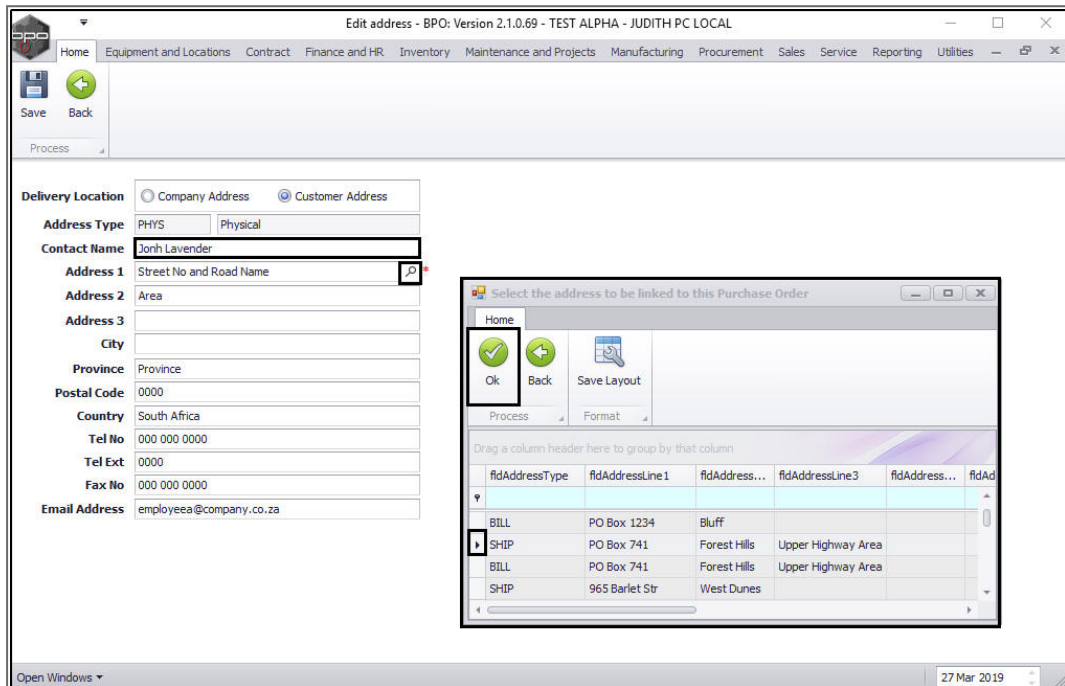 Edit address - BPO: Version 2.1.0.69 - TEST ALPHA - JUDITH PC LOCAL
bpo
Home Equipment and Locations Contract Finance and HR Inventory Maintenance and Projects Manufacturing Procurement Sales Service Reporting Utilities
Save Back
Process
Delivery Location Company Address Customer Address
Address Type PHYS Physical
Contact Name Jonh Lavender
Address 1 Street No and Road Name *
Address 2 Area
Address 3
City
Province Province
Postal Code 0000
Country South Africa
Tel No 000 000 0000
Tel Ext 0000
Fax No 000 000 0000
Email Address employeea@company.co.za
Select the address to be linked to this Purchase Order
Home
Ok Back Save Layout
Process Format
Drag a column header here to group by that column
fldAddressType fldAddressLine1 fldAddress... fldAddressLine3 fldAddress... fldAd
BILL PO Box 1234 Bluff
SHIP PO Box 741 Forest Hills Upper Highway Area
BILL PO Box 741 Forest Hills Upper Highway Area
SHIP 965 Barlet Str West Dunes
Open Windows 27 Mar 2019